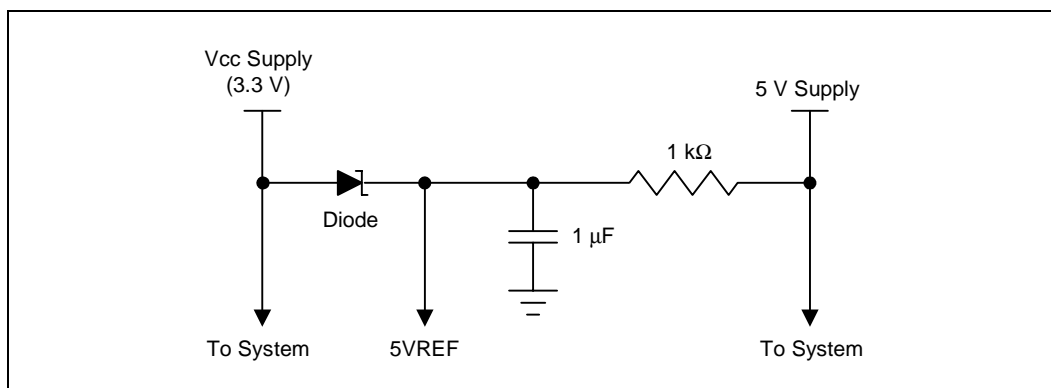 Vcc Supply
(3.3 V)
5 V Supply
1 kΩ
Diode
1 μF
To System
5VREF
To System